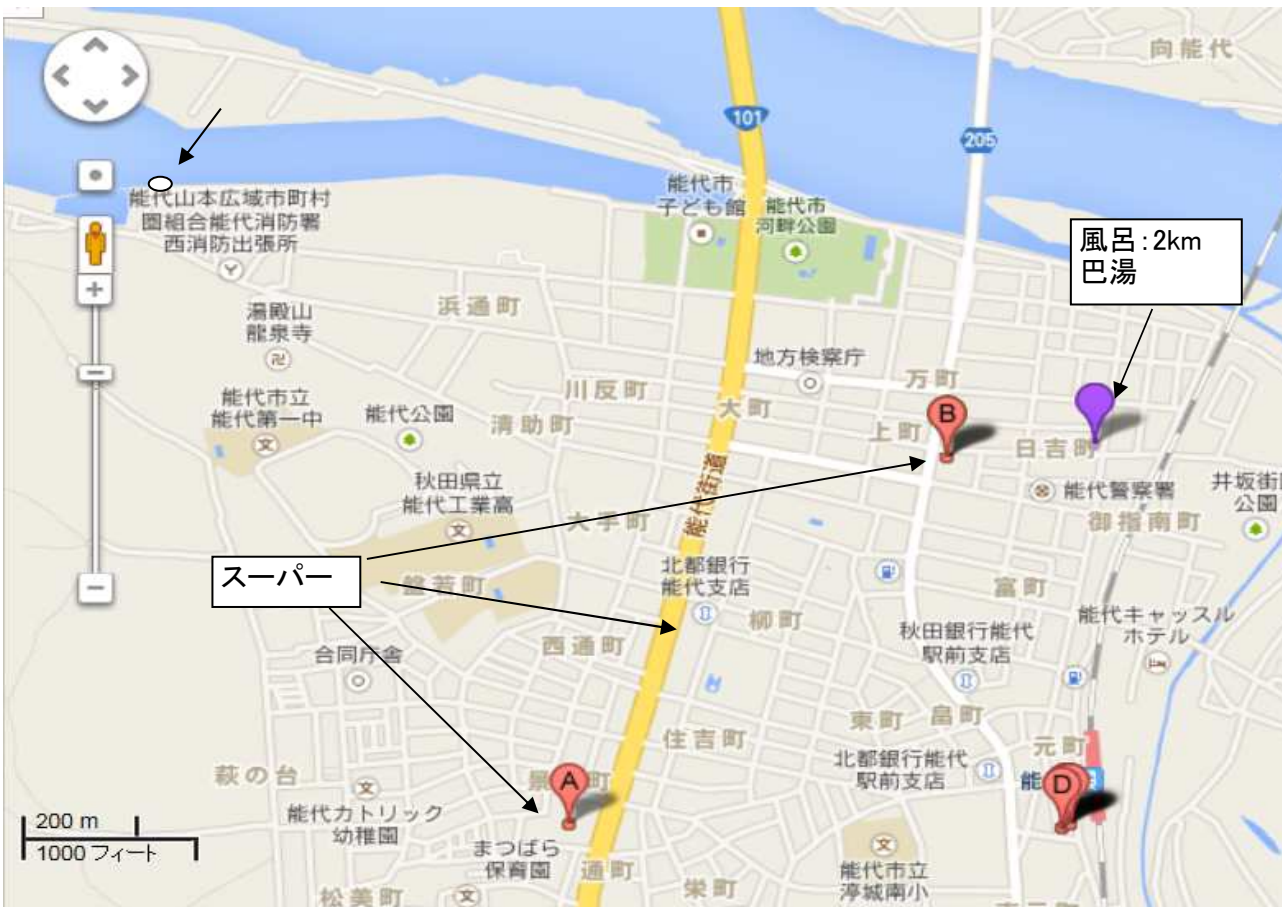 向能代
101
205
能代山本広域市町村
圏組合能代消防署
西消防出張所
能代市
子ども館
能代市
河畔公園
風呂:2km
巴湯
浜通町
湯殿山
龍泉寺
地方検察庁
万町
川反町
大町
能代市立
能代第一中
能代公園
清助町
上町
B
日吉町
能代街道
秋田県立
能代工業高
大手町
能代警察署
井坂街区
公園
御指南町
スーパー
盤若町
北都銀行
能代支店
柳町
富町
能代キャッスル
ホテル
西通町
秋田銀行能代
駅前支店
合同庁舎
東町
畠町
住吉町
元町
北都銀行能代
駅前支店
萩の台
A
能
D
能代カトリック
幼稚園
まつばら
保育園
通町
栄町
能代市立
渟城南小
松美町
200 m
1000 フィート